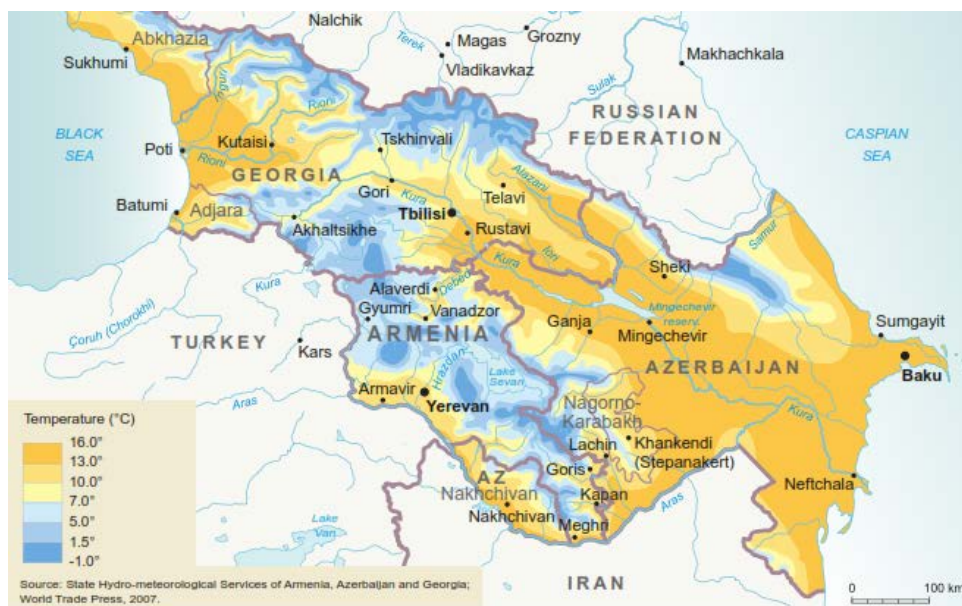 Nalchik
Grozny
Magas
Terek
Vladikavkaz
Makhachkala
Abkhazia
Sukhumi
Inguri
Rioni
Sulak
RUSSIAN
FEDERATION
BLACK
SEA
CASPIAN
SEA
Poti
Kutaisi
Tskhinvali
Rioni
GEORGIA
Gori
Kura
Alazani
Telavi
Batumi
Adjara
Tbilisi
Akhaltsikhe
Rustavi
Iori
Samur
Kura
Sheki
Kura
Alaverdi
Debed
Gyumri
Vanadzor
Mingechevir
reserv.
Çoruh (Chorokhi)
ARMENIA
Ganja
Mingechevir
Sumgayit
TURKEY
Kars
Hrazdan
Lake
Sevan
AZERBAIJAN
Baku
Armavir
Aras
Yerevan
Nagorno-
Karabakh
Kura
Lachin
Khankendi
(Stepanakert)
Goris
AZ
Nakhchivan
Kapan
Neftchala
Nakhchivan
Aras
Meghri
Lake
Van
IRAN
Temperature (°C)
16.0°
13.0°
10.0°
7.0°
5.0°
1.5°
-1.0°
Source: State Hydro-meteorological Services of Armenia, Azerbaijan and Georgia;
World Trade Press, 2007.
0 100 km